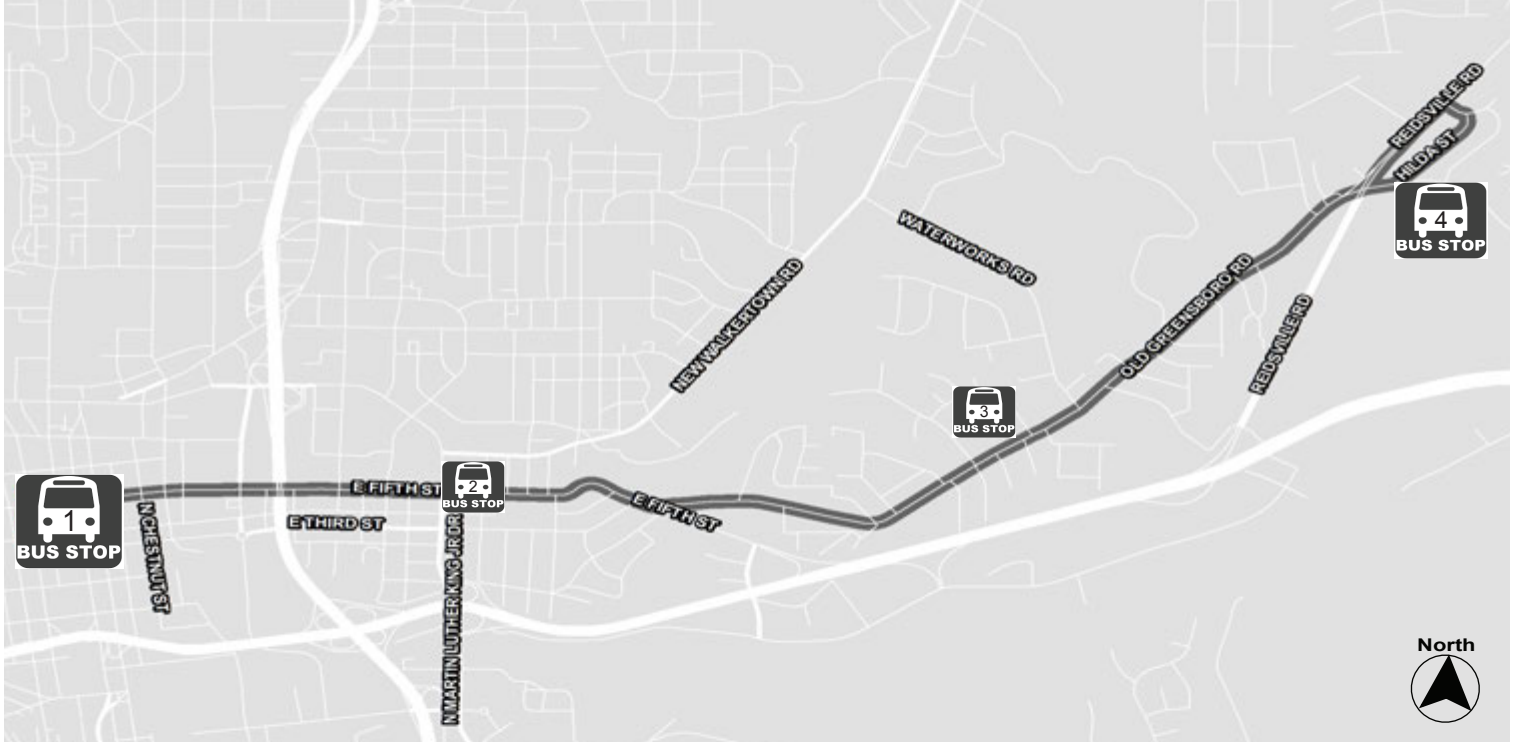 REIDSVILLE RD
HILDA ST
4
BUS STOP
WATERWORKS RD
NEW WALKERTOWN RD
OLD GREENSBORO RD
REIDSVILLE RD
3
BUS STOP
1
BUS STOP
E FIFTH ST
2
BUS STOP
E FIFTH ST
E THIRD ST
N CHESTNUT ST
N MARTIN LUTHER KING JR DR
North